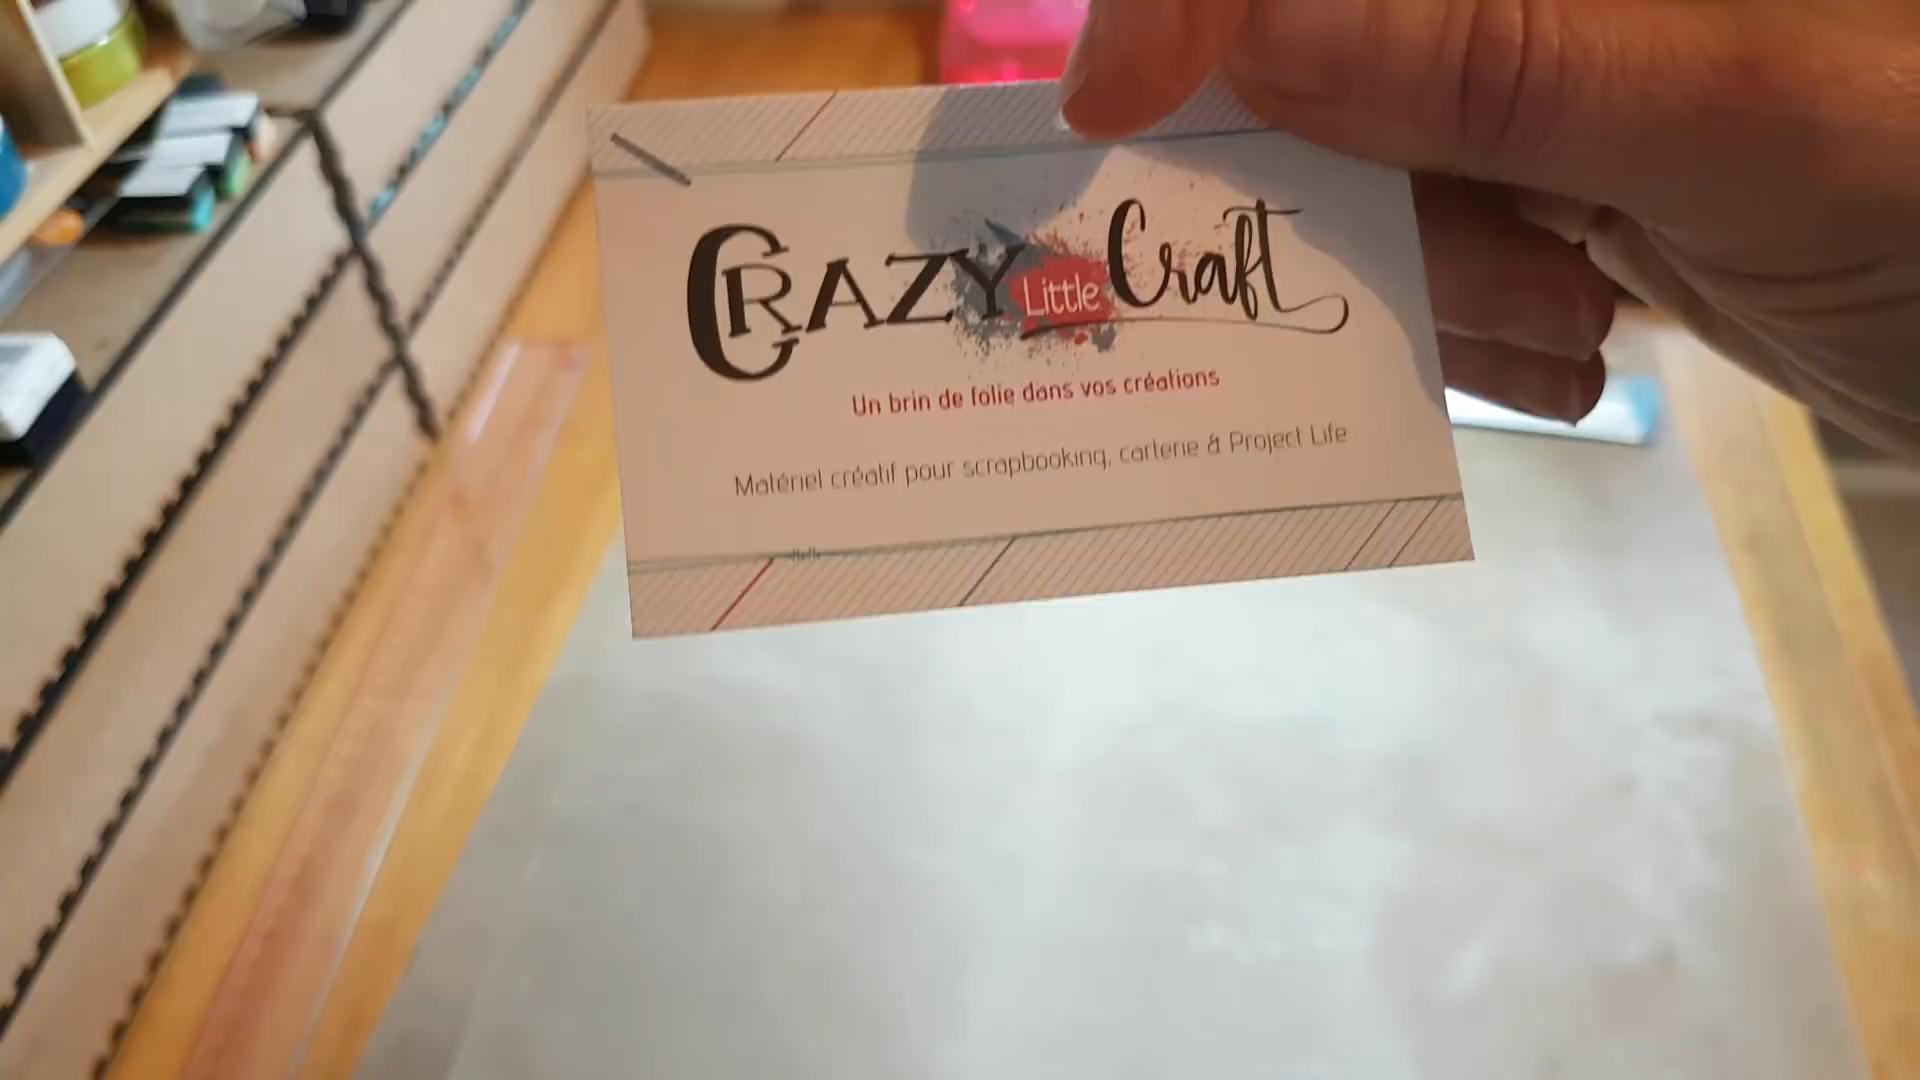 CRAZY Little Craft
Un brin de folie dans vos créations
Matériel créatif pour scrapbooking, carterie & Project Life